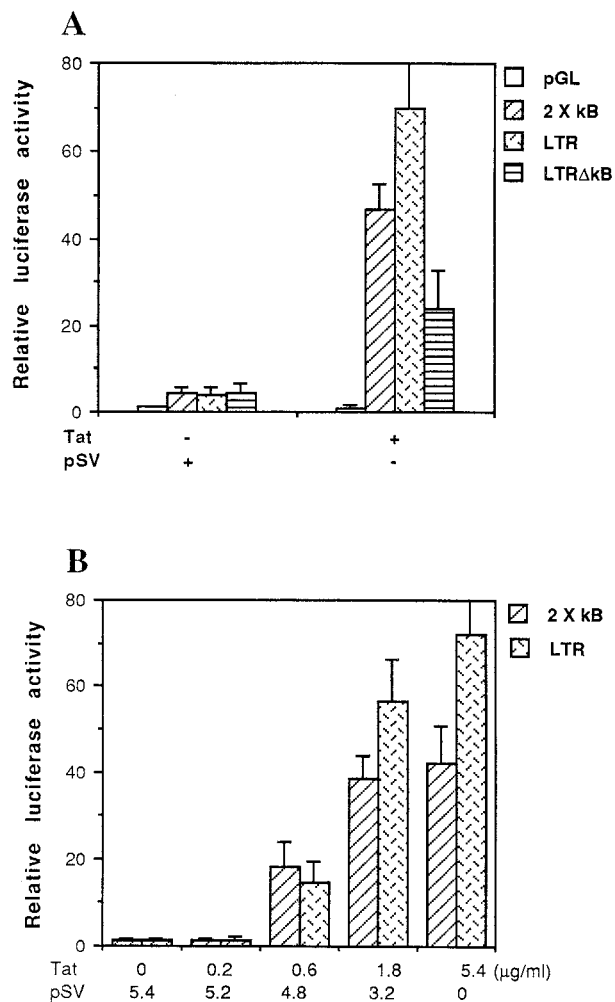 A
Relative luciferase activity
80
60
40
20
0
pGL
2 X kB
LTR
LTRΔkB
Tat - +
pSV + -
B
Relative luciferase activity
80
60
40
20
0
2 X kB
LTR
Tat 0 0.2 0.6 1.8 5.4 (μg/ml)
pSV 5.4 5.2 4.8 3.2 0